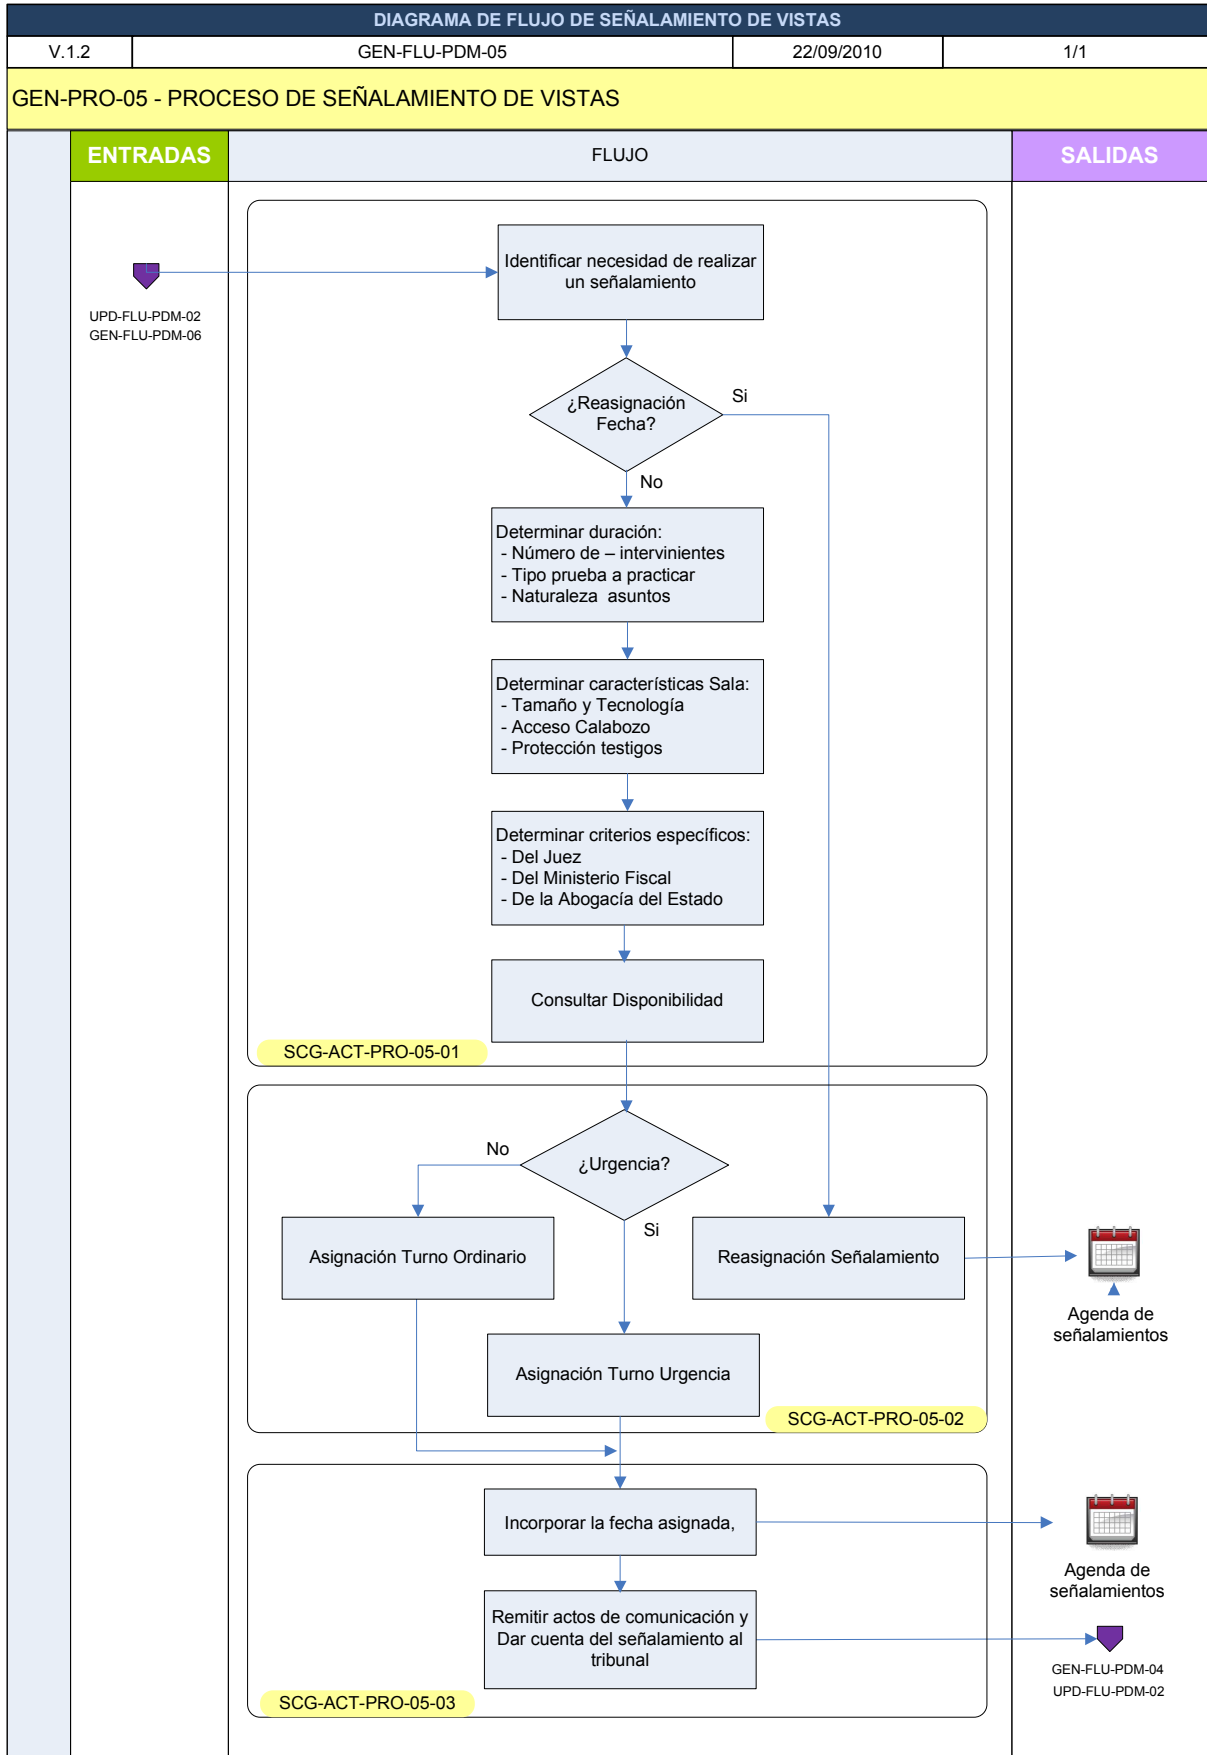 DIAGRAMA DE FLUJO DE SEÑALAMIENTO DE VISTAS
V.1.2
GEN-FLU-PDM-05
22/09/2010
1/1
GEN-PRO-05 - PROCESO DE SEÑALAMIENTO DE VISTAS
ENTRADAS
FLUJO
SALIDAS
Identificar necesidad de realizar
un señalamiento
UPD-FLU-PDM-02
GEN-FLU-PDM-06
¿Reasignación
Fecha?
Si
No
Determinar duración:
- Número de – intervinientes
- Tipo prueba a practicar
- Naturaleza asuntos
Determinar características Sala:
- Tamaño y Tecnología
- Acceso Calabozo
- Protección testigos
Determinar criterios específicos:
- Del Juez
- Del Ministerio Fiscal
- De la Abogacía del Estado
Consultar Disponibilidad
SCG-ACT-PRO-05-01
¿Urgencia?
No
Si
Asignación Turno Ordinario
Reasignación Señalamiento
Agenda de
señalamientos
Asignación Turno Urgencia
SCG-ACT-PRO-05-02
Incorporar la fecha asignada,
Agenda de
señalamientos
Remitir actos de comunicación y
Dar cuenta del señalamiento al
tribunal
GEN-FLU-PDM-04
UPD-FLU-PDM-02
SCG-ACT-PRO-05-03